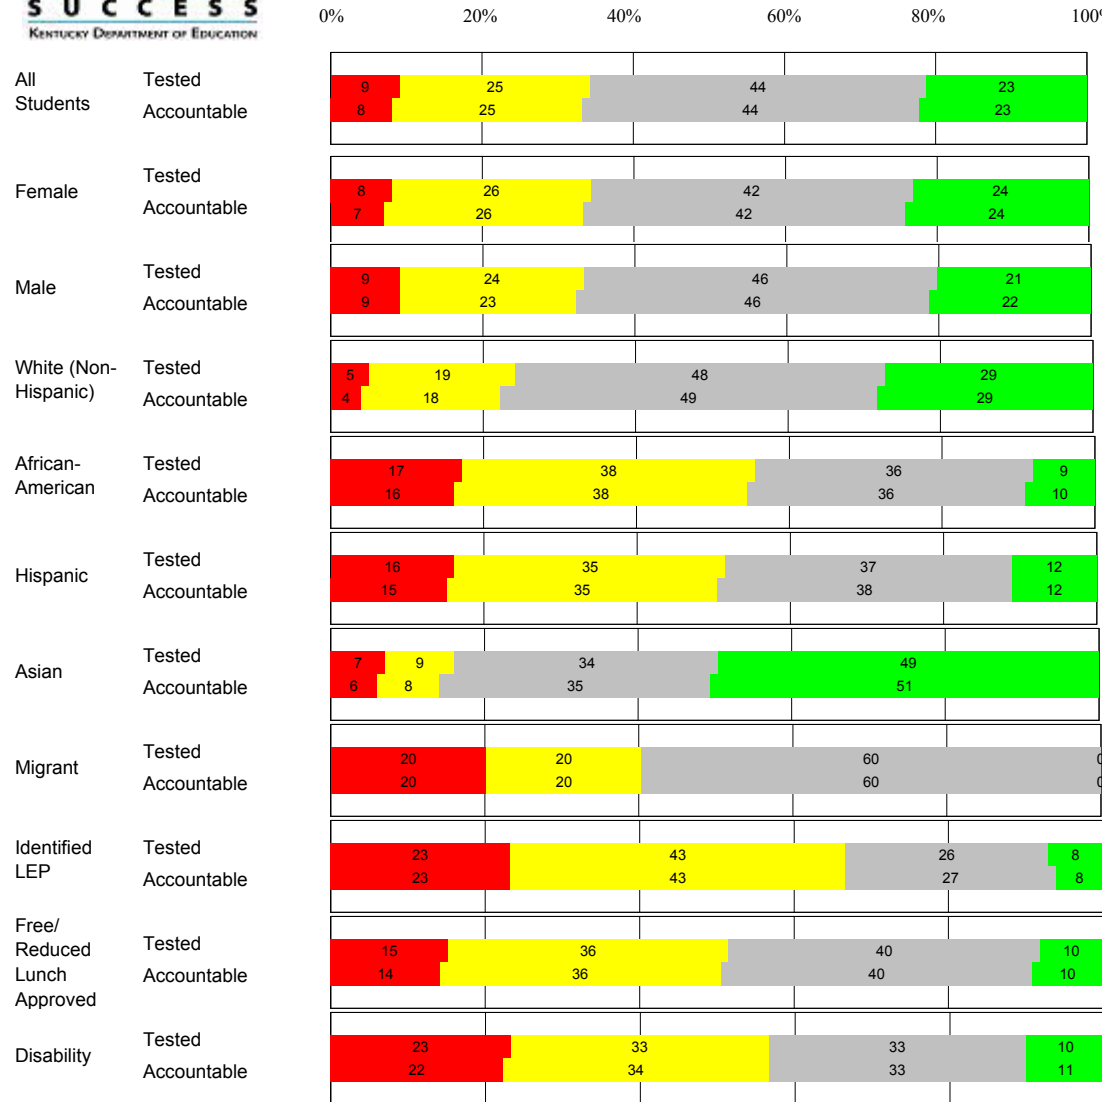 SUCCESS
KENTUCKY DEPARTMENT OF EDUCATION
0% 20% 40% 60% 80% 100%
All Students
Tested 9 25 44 23
Accountable 8 25 44 23
Female
Tested 8 26 42 24
Accountable 7 26 42 24
Male
Tested 9 24 46 21
Accountable 9 23 46 22
White (Non-
Hispanic)
Tested 5 19 48 29
Accountable 4 18 49 29
African-
American
Tested 17 38 36 9
Accountable 16 38 36 10
Hispanic
Tested 16 35 37 12
Accountable 15 35 38 12
Asian
Tested 7 9 34 49
Accountable 6 8 35 51
Migrant
Tested 20 20 60 0
Accountable 20 20 60 0
Identified
LEP
Tested 23 43 26 8
Accountable 23 43 27 8
Free/
Reduced
Lunch
Approved
Tested 15 36 40 10
Accountable 14 36 40 10
Disability
Tested 23 33 33 10
Accountable 22 34 33 11